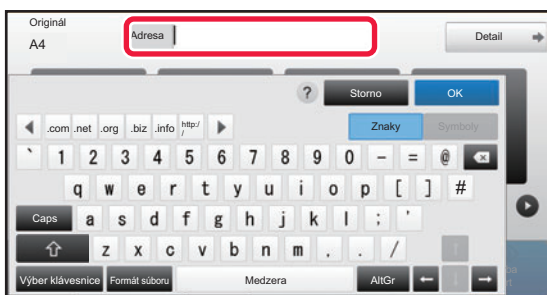 Originál
A4
Adresa
Detail
? Storno OK
.com .net .org .biz .info http:// Znaky Symboly
` 1 2 3 4 5 6 7 8 9 0 - = @
q w e r t y u i o p [ ] #
Caps a s d f g h j k l ; '
z x c v b n m , . /
Výber klávesnice Formát súboru Medzera AltGr